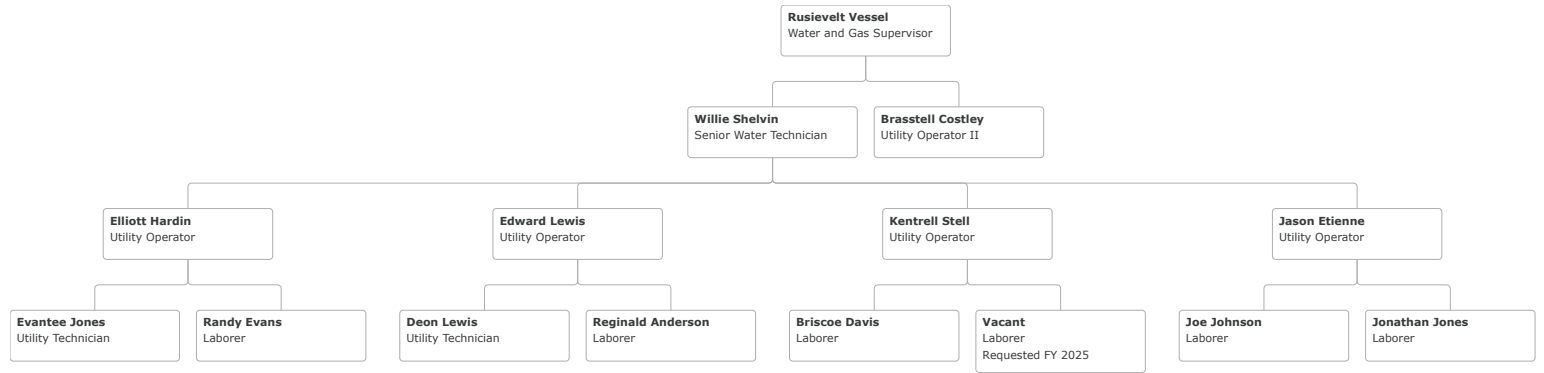 Rusievelt Vessel
Water and Gas Supervisor
Willie Shelvin
Senior Water Technician
Brasstell Costley
Utility Operator II
Elliott Hardin
Utility Operator
Edward Lewis
Utility Operator
Kentrell Stell
Utility Operator
Jason Etienne
Utility Operator
Evantee Jones
Utility Technician
Randy Evans
Laborer
Deon Lewis
Utility Technician
Reginald Anderson
Laborer
Briscoe Davis
Laborer
Vacant
Laborer
Requested FY 2025
Joe Johnson
Laborer
Jonathan Jones
Laborer